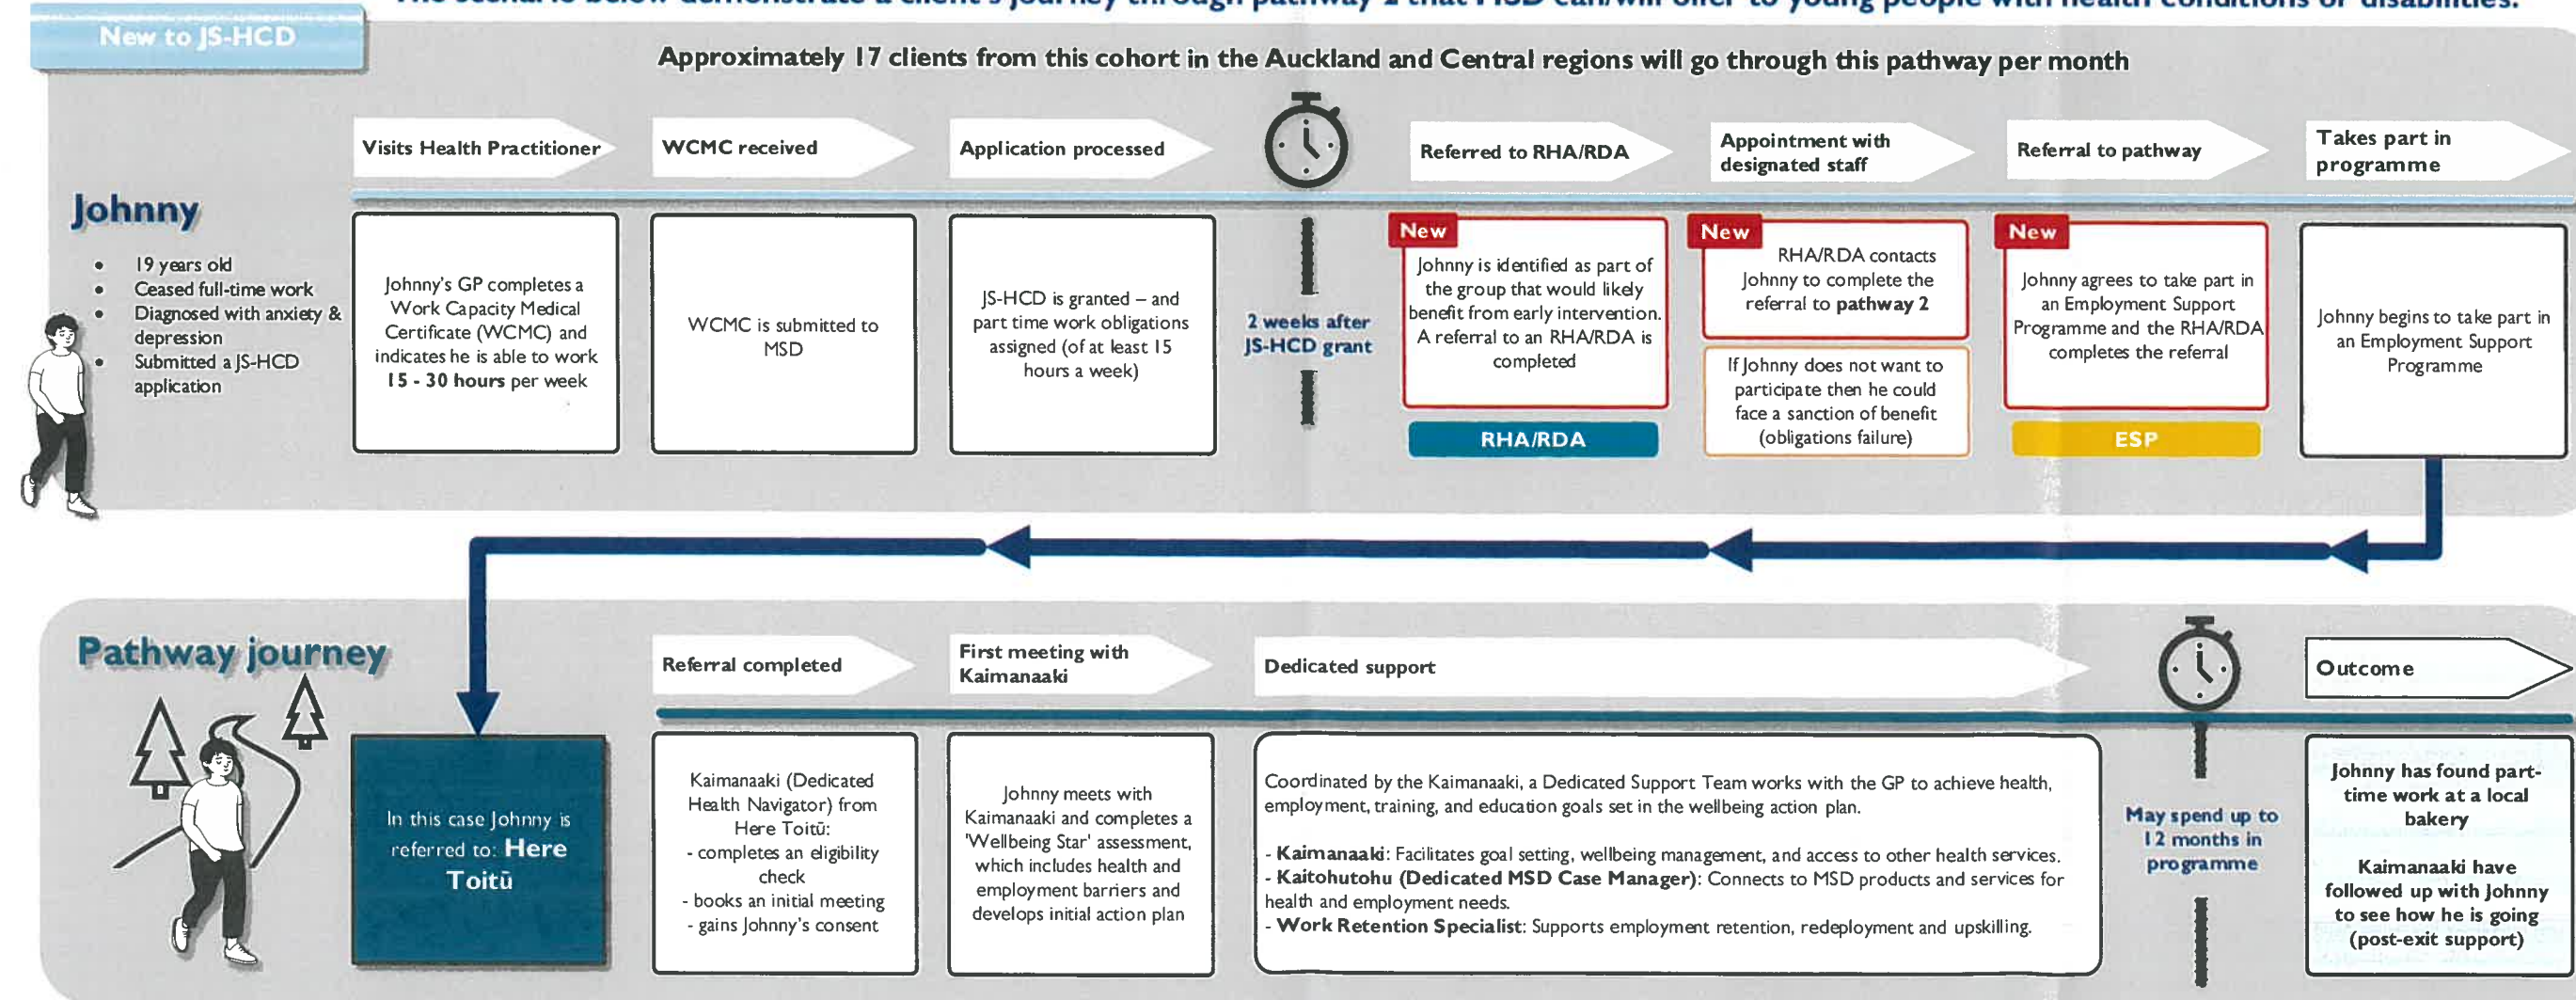 New to JS-HCD
Approximately 17 clients from this cohort in the Auckland and Central regions will go through this pathway per month
Visits Health Practitioner
WCMC received
Application processed
Referred to RHA/RDA
Appointment with
designated staff
Referral to pathway
Takes part in
programme
Johnny
• 19 years old
• Ceased full-time work
• Diagnosed with anxiety &
depression
• Submitted a JS-HCD
application
Johnny's GP completes a
Work Capacity Medical
Certificate (WCMC) and
indicates he is able to work
15 - 30 hours per week
WCMC is submitted to
MSD
JS-HCD is granted – and
part time work obligations
assigned (of at least 15
hours a week)
2 weeks after
JS-HCD grant
New
Johnny is identified as part of
the group that would likely
benefit from early intervention.
A referral to an RHA/RDA is
completed
RHA/RDA
New
RHA/RDA contacts
Johnny to complete the
referral to pathway 2
If Johnny does not want to
participate then he could
face a sanction of benefit
(obligations failure)
New
Johnny agrees to take part in
an Employment Support
Programme and the RHA/RDA
completes the referral
ESP
Johnny begins to take part in
an Employment Support
Programme
Pathway journey
Referral completed
First meeting with
Kaimanaaki
Dedicated support
Outcome
In this case Johnny is
referred to: Here
Toitū
Kaimanaaki (Dedicated
Health Navigator) from
Here Toitū:
- completes an eligibility
check
- books an initial meeting
- gains Johnny's consent
Johnny meets with
Kaimanaaki and completes a
'Wellbeing Star' assessment,
which includes health and
employment barriers and
develops initial action plan
Coordinated by the Kaimanaaki, a Dedicated Support Team works with the GP to achieve health,
employment, training, and education goals set in the wellbeing action plan.
- Kaimanaaki: Facilitates goal setting, wellbeing management, and access to other health services.
- Kaitohutohu (Dedicated MSD Case Manager): Connects to MSD products and services for
health and employment needs.
- Work Retention Specialist: Supports employment retention, redeployment and upskilling.
May spend up to
12 months in
programme
Johnny has found part-
time work at a local
bakery
Kaimanaaki have
followed up with Johnny
to see how he is going
(post-exit support)